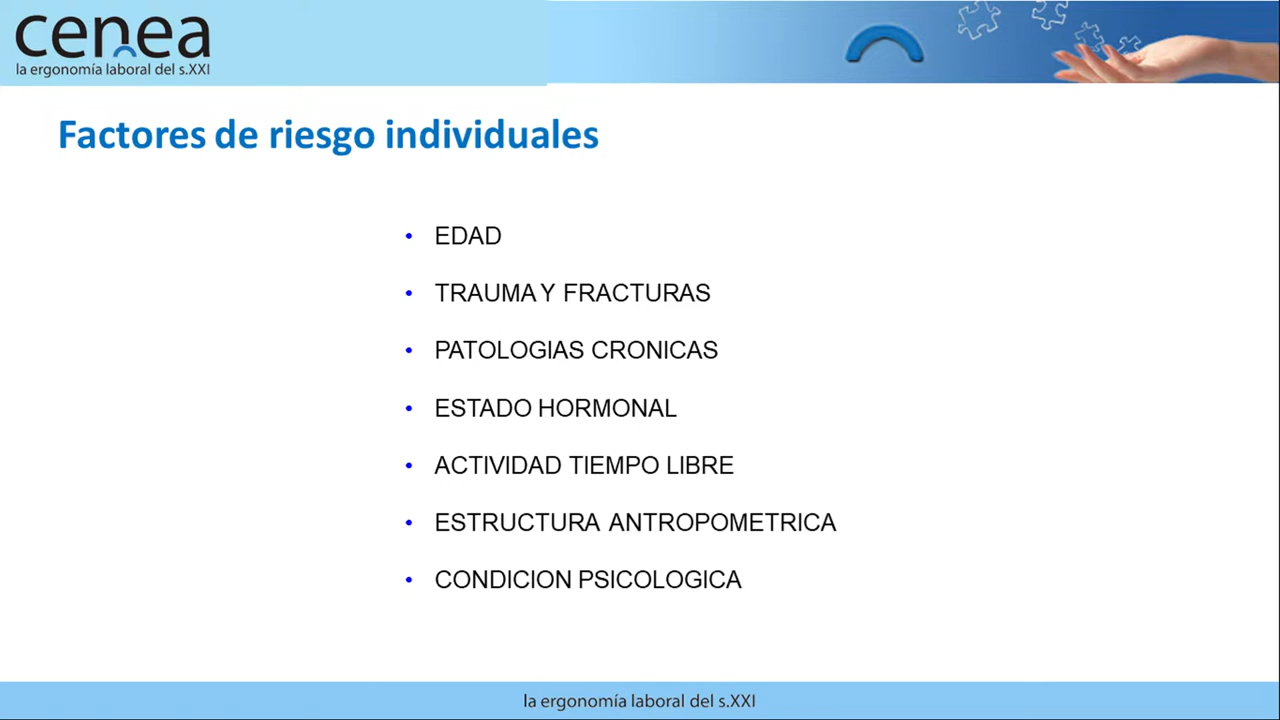 cenea
la ergonomía laboral del s.XXI
Factores de riesgo individuales
• EDAD
• TRAUMA Y FRACTURAS
• PATOLOGIAS CRONICAS
• ESTADO HORMONAL
• ACTIVIDAD TIEMPO LIBRE
• ESTRUCTURA ANTROPOMETRICA
• CONDICION PSICOLOGICA
la ergonomía laboral del s.XXI